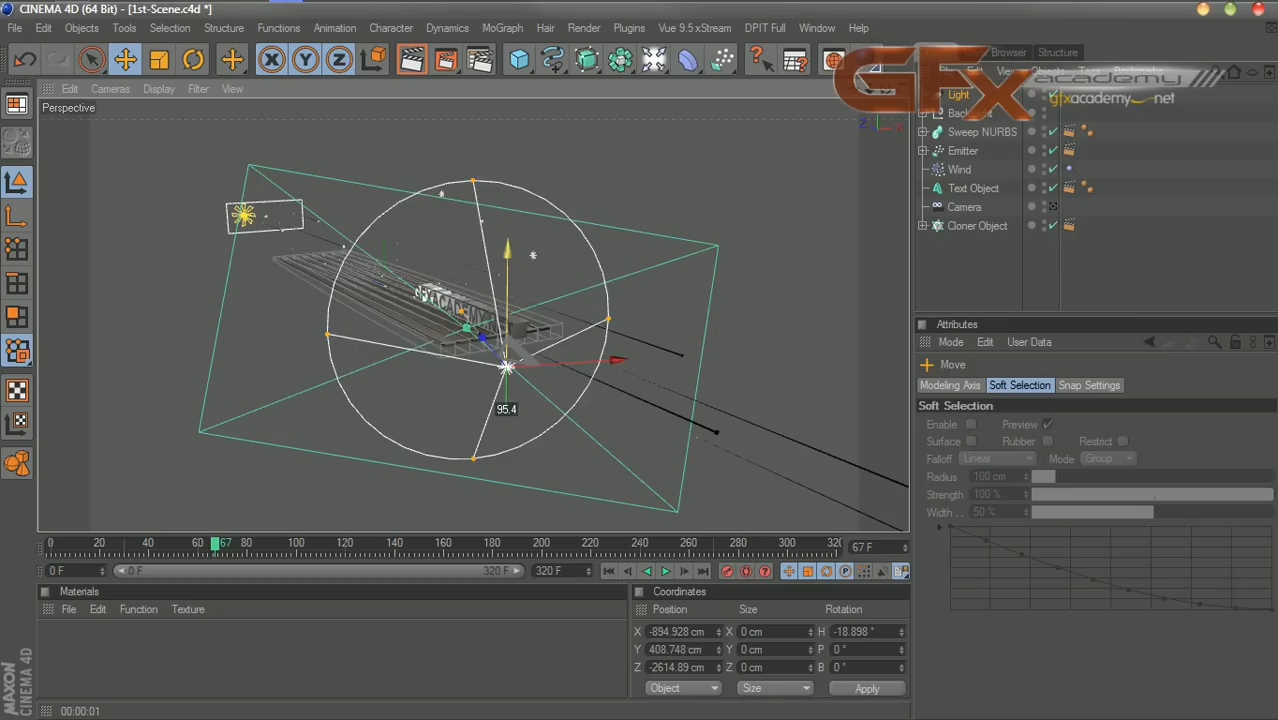 CINEMA 4D (64 Bit) - [1st-Scene.c4d *]
File Edit Objects Tools Selection Structure Functions Animation Character Dynamics MoGraph Hair Render Plugins Vue 9.5 xStream DPIT Full Window Help
Browser Structure
GFX academy
gfxacademy net
Edit Cameras Display Filter View
Perspective
Light
Sweep NURBS
Emitter
Wind
Text Object
Camera
Cloner Object
95.4
Attributes
Mode Edit User Data
Move
Modeling Axis Soft Selection Snap Settings
Soft Selection
Enable Preview
Surface Rubber Restrict
Falloff Linear Mode Group
Radius 100 cm
Strength 100 %
Width . . 50 %
0 20 40 60 67 80 100 120 140 160 180 200 220 240 260 280 300 320 67 F
0 F 0 F 320 F 320 F
Materials
File Edit Function Texture
Coordinates
Position Size Rotation
X -894.928 cm X 0 cm H -18.898 °
Y 408.748 cm Y 0 cm P 0 °
Z -2614.89 cm Z 0 cm B 0 °
Object Size Apply
MAXON
CINEMA 4D
00:00:01